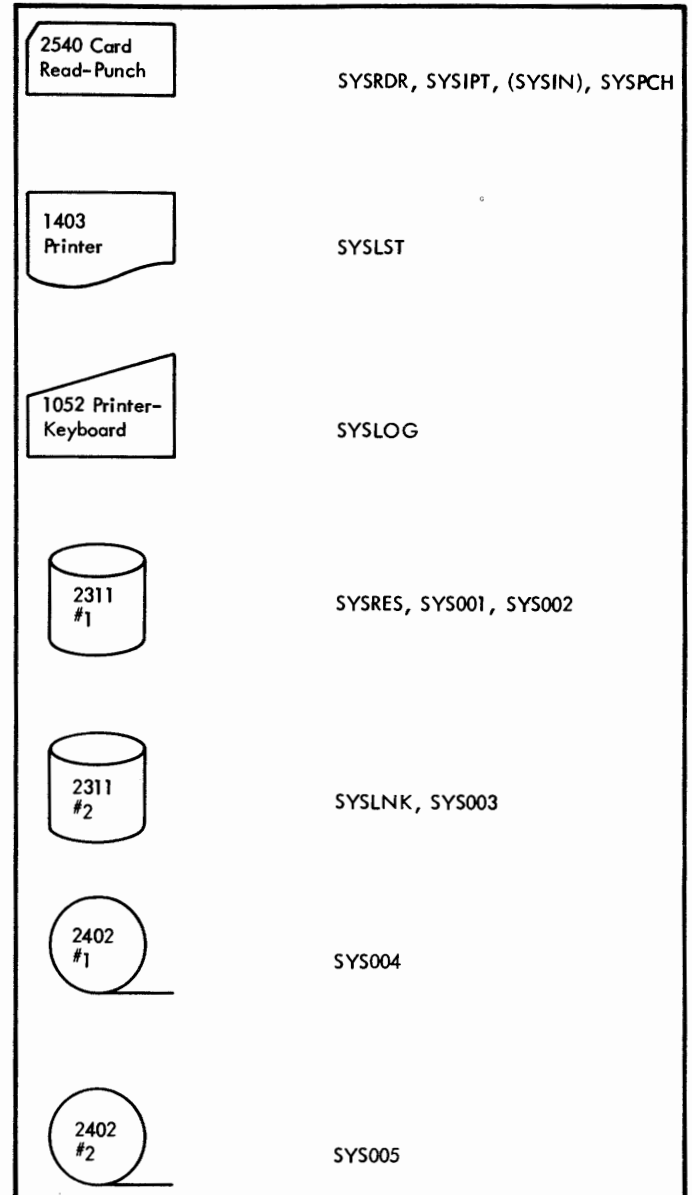 2540 Card
Read-Punch
SYSRDR, SYSIPT, (SYSIN), SYSPCH
1403
Printer
SYSLST
1052 Printer-
Keyboard
SYSLOG
2311
#1
SYSRES, SYS001, SYS002
2311
#2
SYSLNK, SYS003
2402
#1
SYS004
2402
#2
SYS005